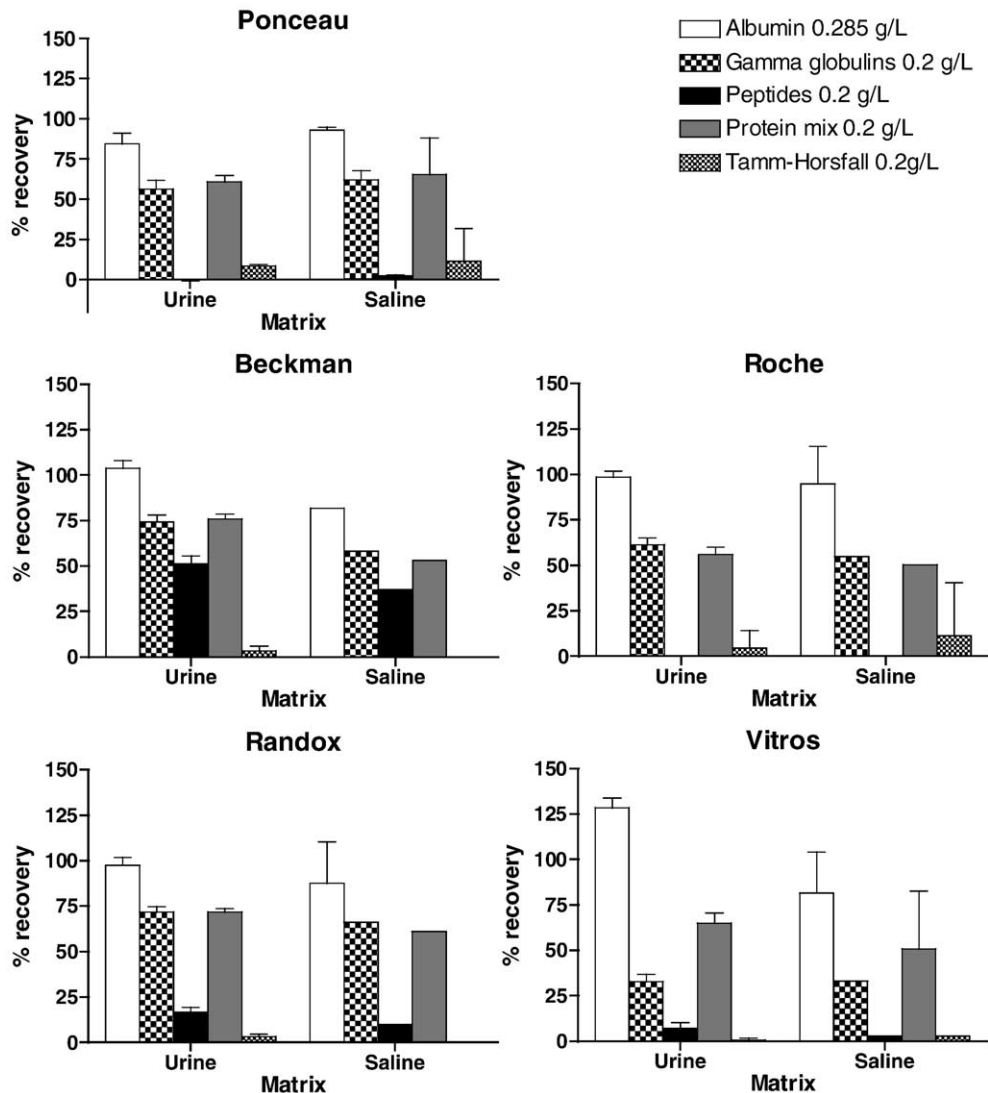 Ponceau
150
125
100
75
50
25
0
% recovery
Urine
Saline
Matrix
Albumin 0.285 g/L
Gamma globulins 0.2 g/L
Peptides 0.2 g/L
Protein mix 0.2 g/L
Tamm-Horsfall 0.2g/L
Beckman
150
125
100
75
50
25
0
% recovery
Urine
Saline
Matrix
Roche
150
125
100
75
50
25
0
% recovery
Urine
Saline
Matrix
Randox
150
125
100
75
50
25
0
% recovery
Urine
Saline
Matrix
Vitros
150
125
100
75
50
25
0
% recovery
Urine
Saline
Matrix